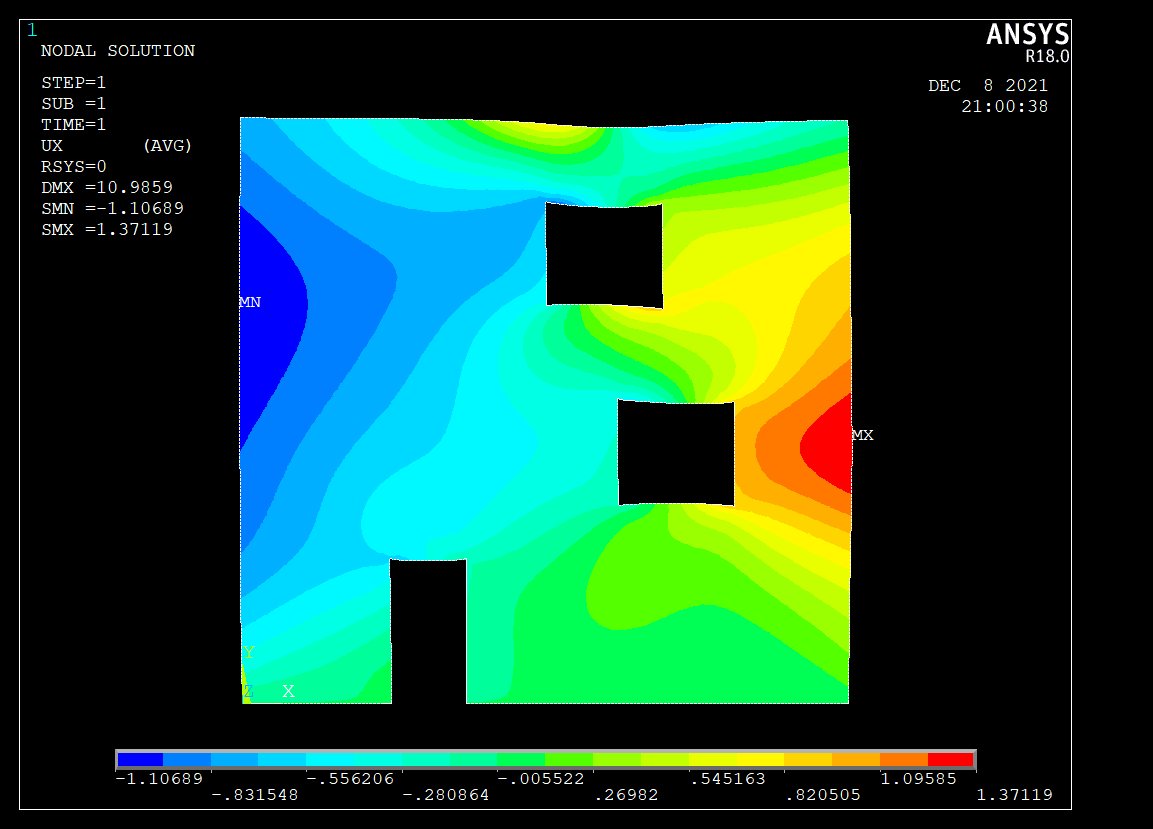 1
ANSYS
R18.0
NODAL SOLUTION
DEC  8 2021
21:00:38
STEP=1
SUB =1
TIME=1
UX (AVG)
RSYS=0
DMX =10.9859
SMN =-1.10689
SMX =1.37119
MN
MX
Y
Z X
-1.10689 -.556206 -.005522 .545163 1.09585
-.831548 -.280864 .26982 .820505 1.37119